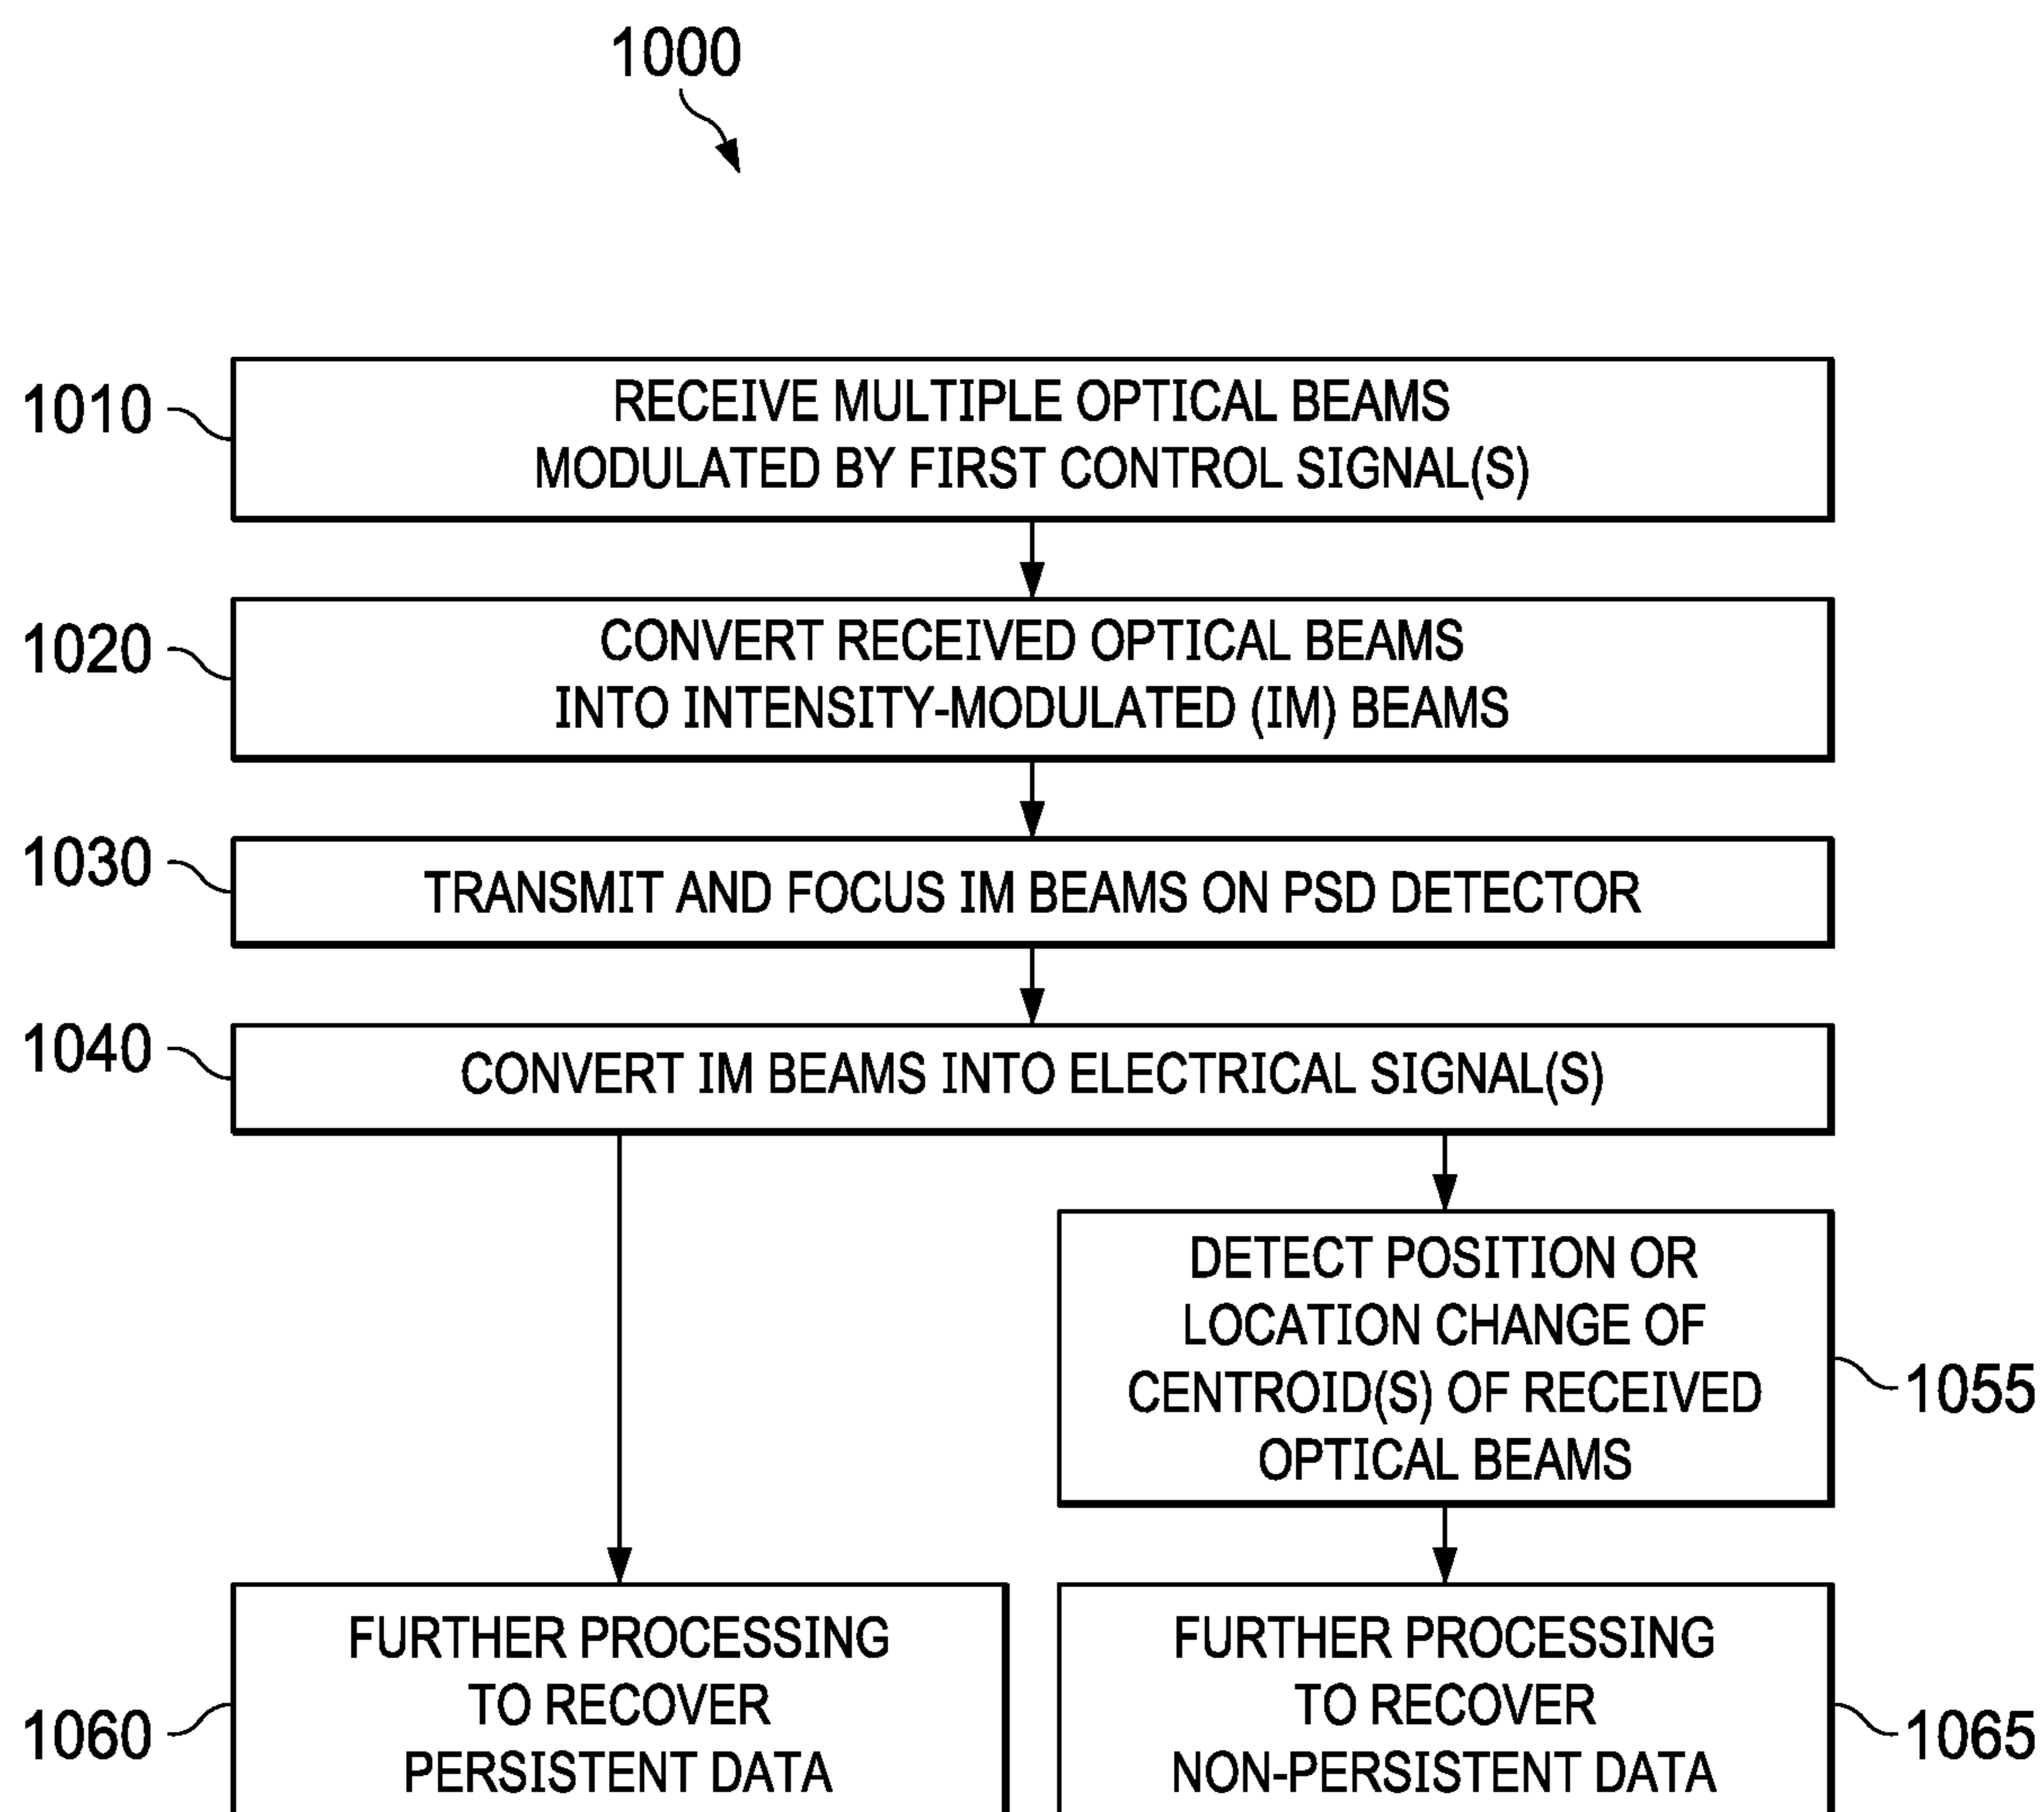 1000
1010
RECEIVE MULTIPLE OPTICAL BEAMS
MODULATED BY FIRST CONTROL SIGNAL(S)
1020
CONVERT RECEIVED OPTICAL BEAMS
INTO INTENSITY-MODULATED (IM) BEAMS
1030
TRANSMIT AND FOCUS IM BEAMS ON PSD DETECTOR
1040
CONVERT IM BEAMS INTO ELECTRICAL SIGNAL(S)
DETECT POSITION OR
LOCATION CHANGE OF
CENTROID(S) OF RECEIVED
OPTICAL BEAMS
1055
1060
FURTHER PROCESSING
TO RECOVER
PERSISTENT DATA
FURTHER PROCESSING
TO RECOVER
NON-PERSISTENT DATA
1065